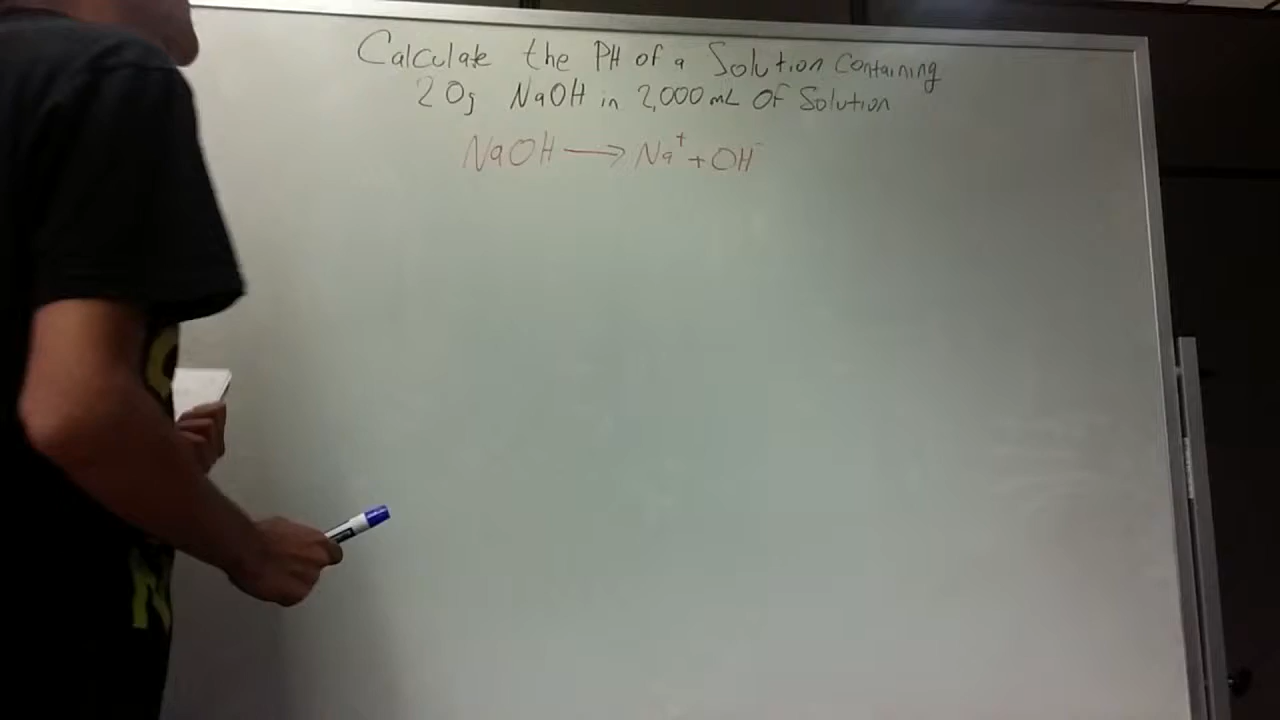 Calculate the PH of a Solution Containing
20g NaOH in 2,000 mL Of Solution
NaOH → Na⁺ + OH⁻